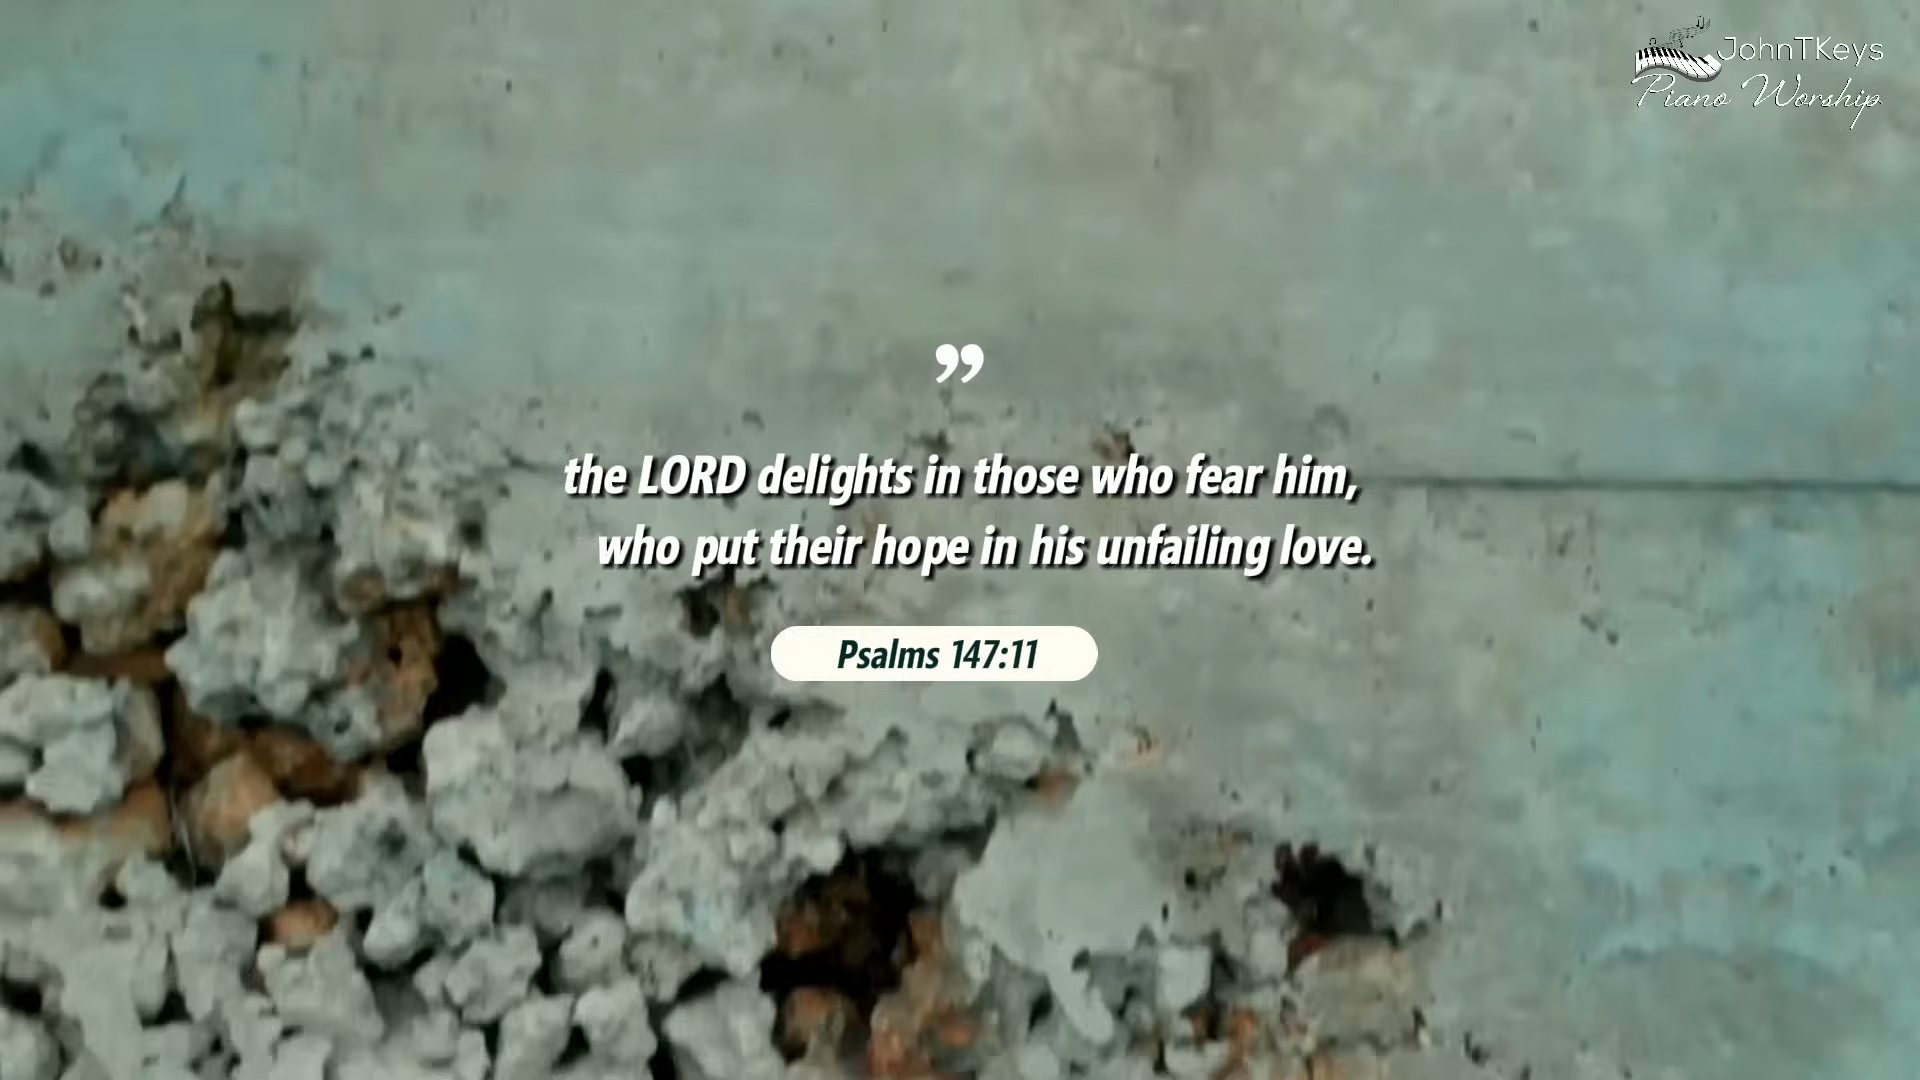 JohnTKeys
Piano Worship
”
the LORD delights in those who fear him,
who put their hope in his unfailing love.
Psalms 147:11